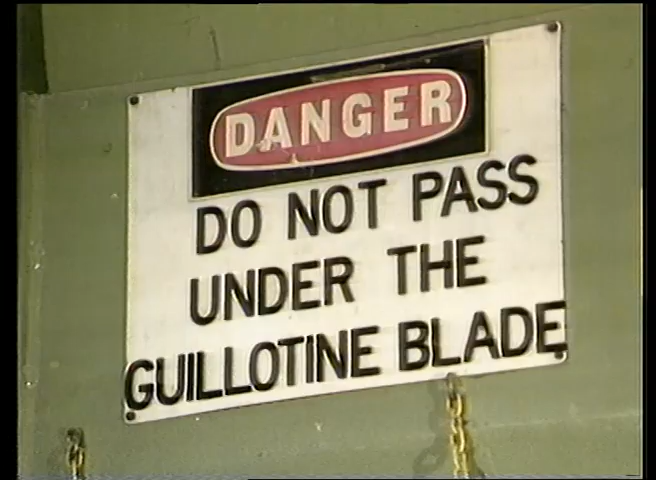 DANGER
DO NOT PASS
UNDER THE
GUILLOTINE BLADE